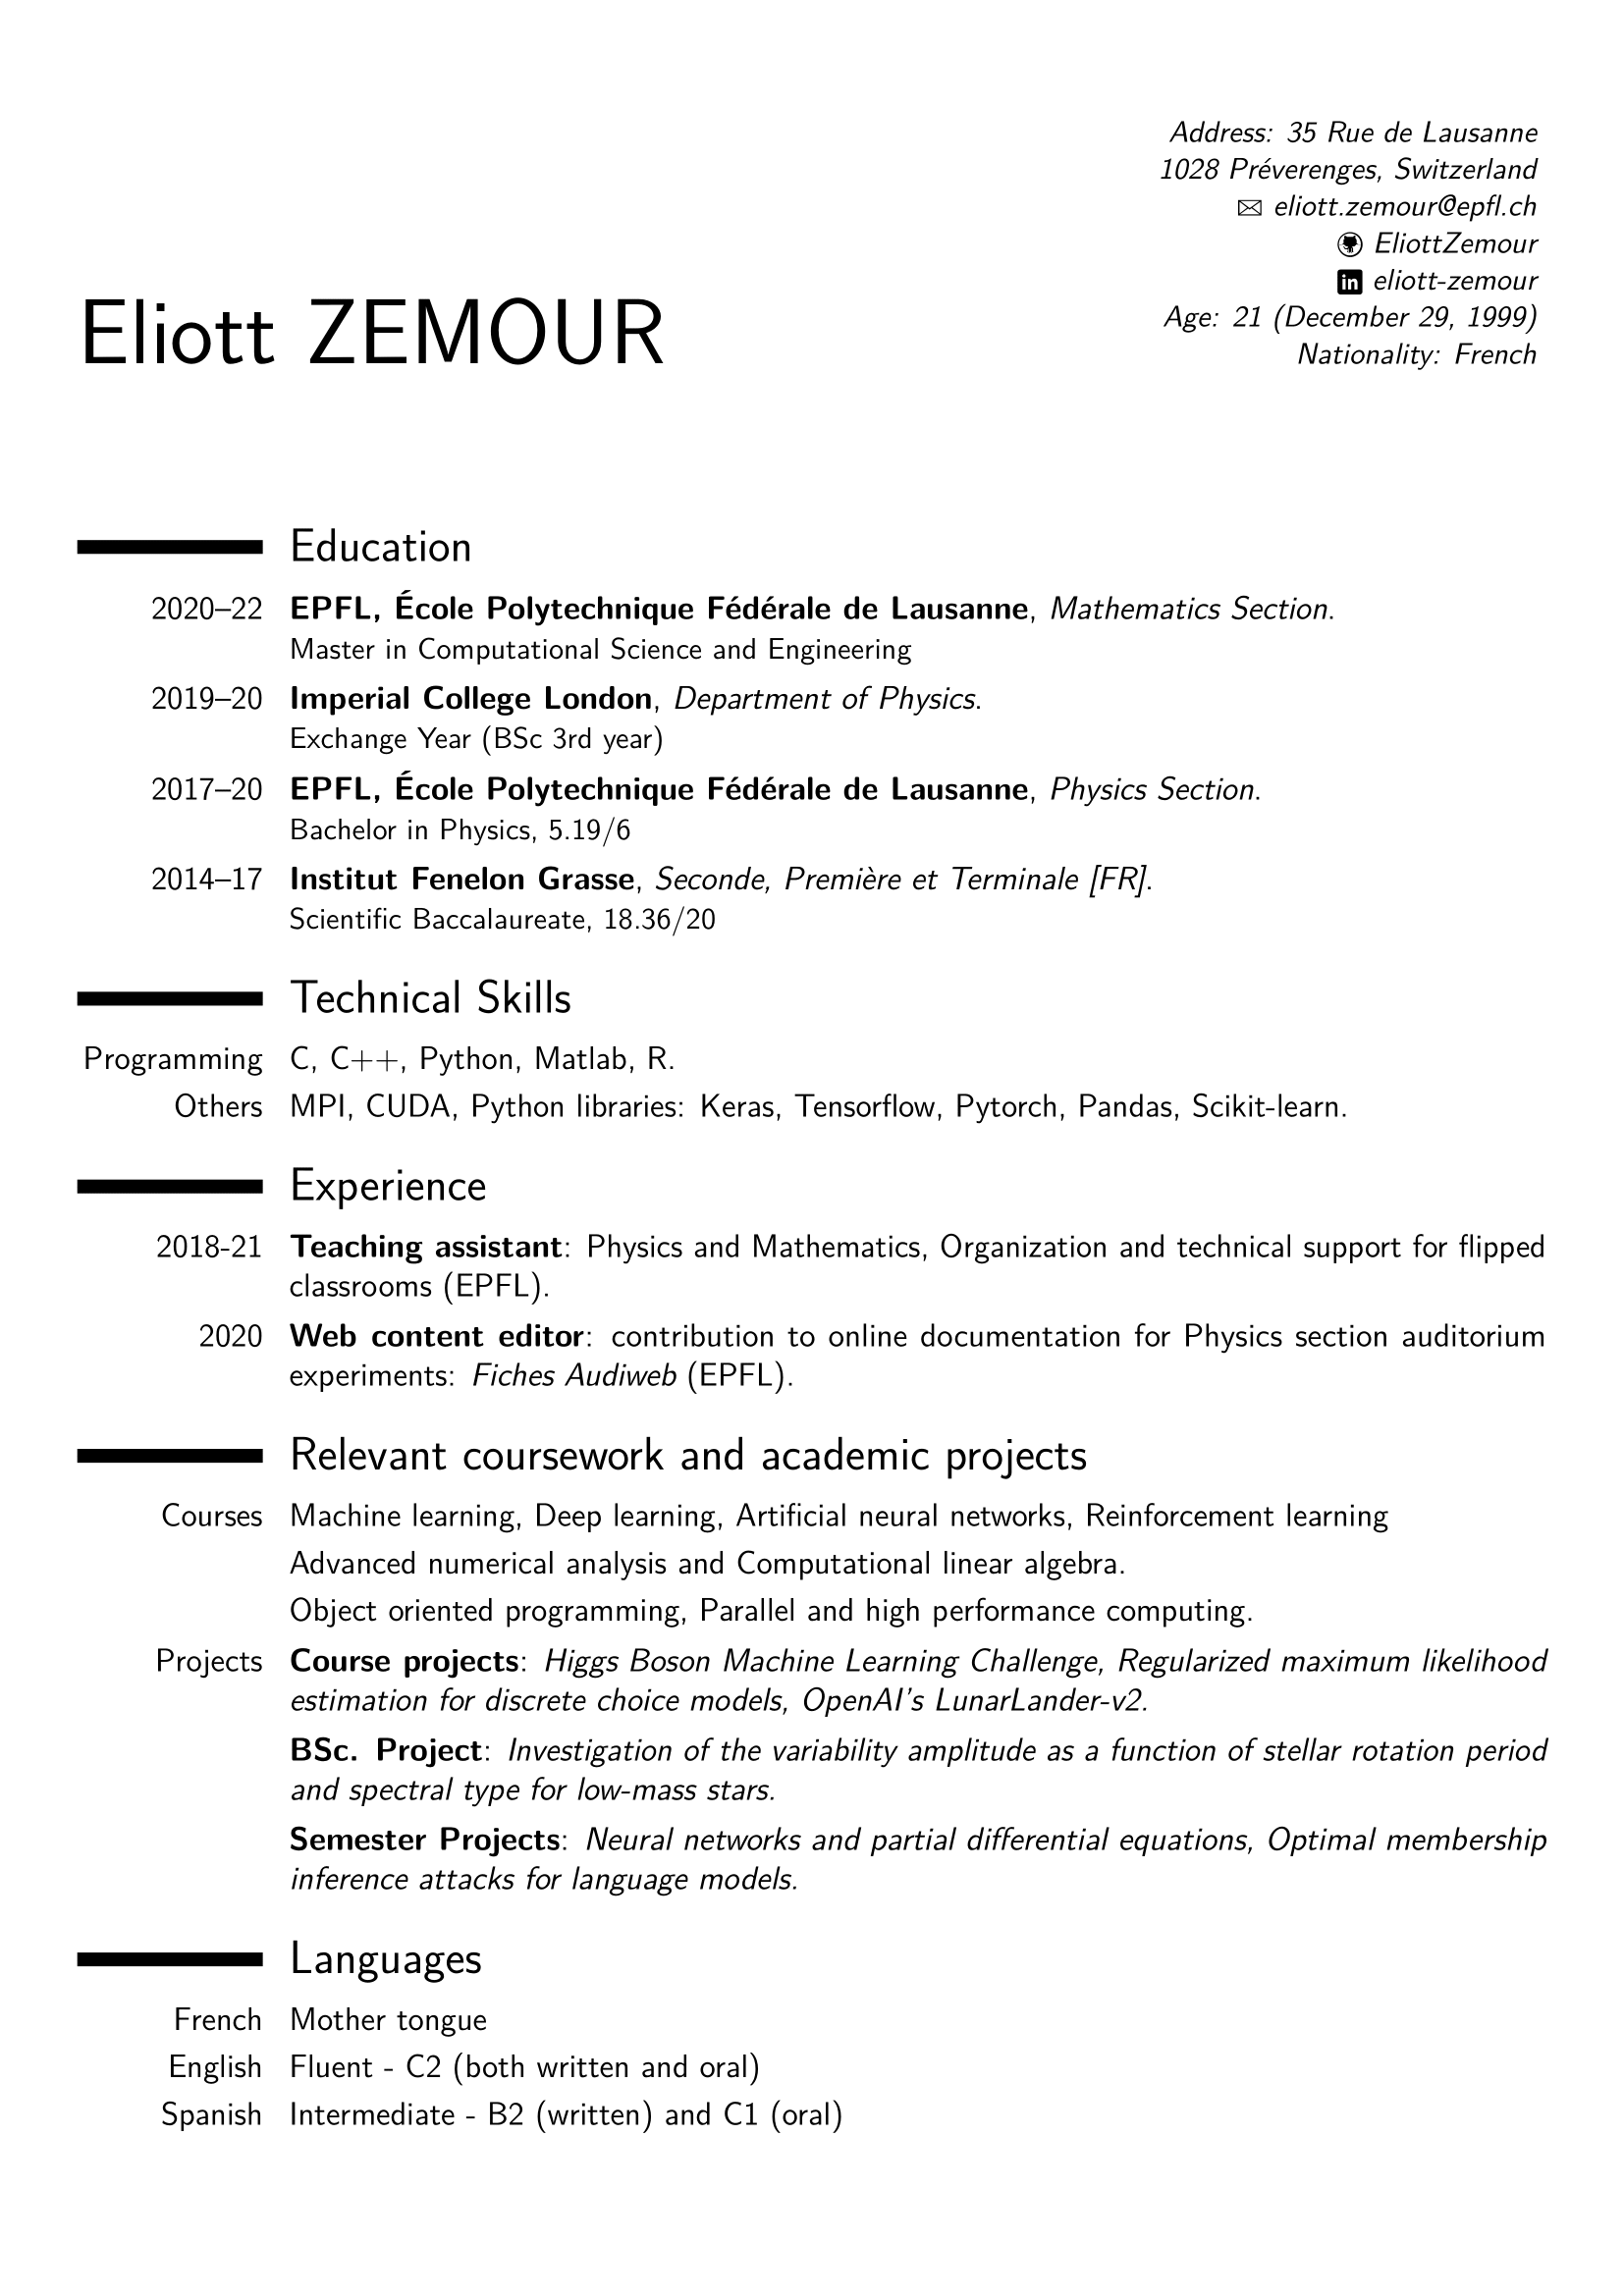 Address: 35 Rue de Lausanne
1028 Préverenges, Switzerland
eliott.zemour@epfl.ch
EliottZemour
eliott-zemour
Age: 21 (December 29, 1999)
Nationality: French
Eliott ZEMOUR
Education
2020–22 EPFL, École Polytechnique Fédérale de Lausanne, Mathematics Section.
Master in Computational Science and Engineering
2019–20 Imperial College London, Department of Physics.
Exchange Year (BSc 3rd year)
2017–20 EPFL, École Polytechnique Fédérale de Lausanne, Physics Section.
Bachelor in Physics, 5.19/6
2014–17 Institut Fenelon Grasse, Seconde, Première et Terminale [FR].
Scientific Baccalaureate, 18.36/20
Technical Skills
Programming C, C++, Python, Matlab, R.
Others MPI, CUDA, Python libraries: Keras, Tensorflow, Pytorch, Pandas, Scikit-learn.
Experience
2018-21 Teaching assistant: Physics and Mathematics, Organization and technical support for flipped
classrooms (EPFL).
2020 Web content editor: contribution to online documentation for Physics section auditorium
experiments: Fiches Audiweb (EPFL).
Relevant coursework and academic projects
Courses Machine learning, Deep learning, Artificial neural networks, Reinforcement learning
Advanced numerical analysis and Computational linear algebra.
Object oriented programming, Parallel and high performance computing.
Projects Course projects: Higgs Boson Machine Learning Challenge, Regularized maximum likelihood
estimation for discrete choice models, OpenAI's LunarLander-v2.
BSc. Project: Investigation of the variability amplitude as a function of stellar rotation period
and spectral type for low-mass stars.
Semester Projects: Neural networks and partial differential equations, Optimal membership
inference attacks for language models.
Languages
French Mother tongue
English Fluent - C2 (both written and oral)
Spanish Intermediate - B2 (written) and C1 (oral)